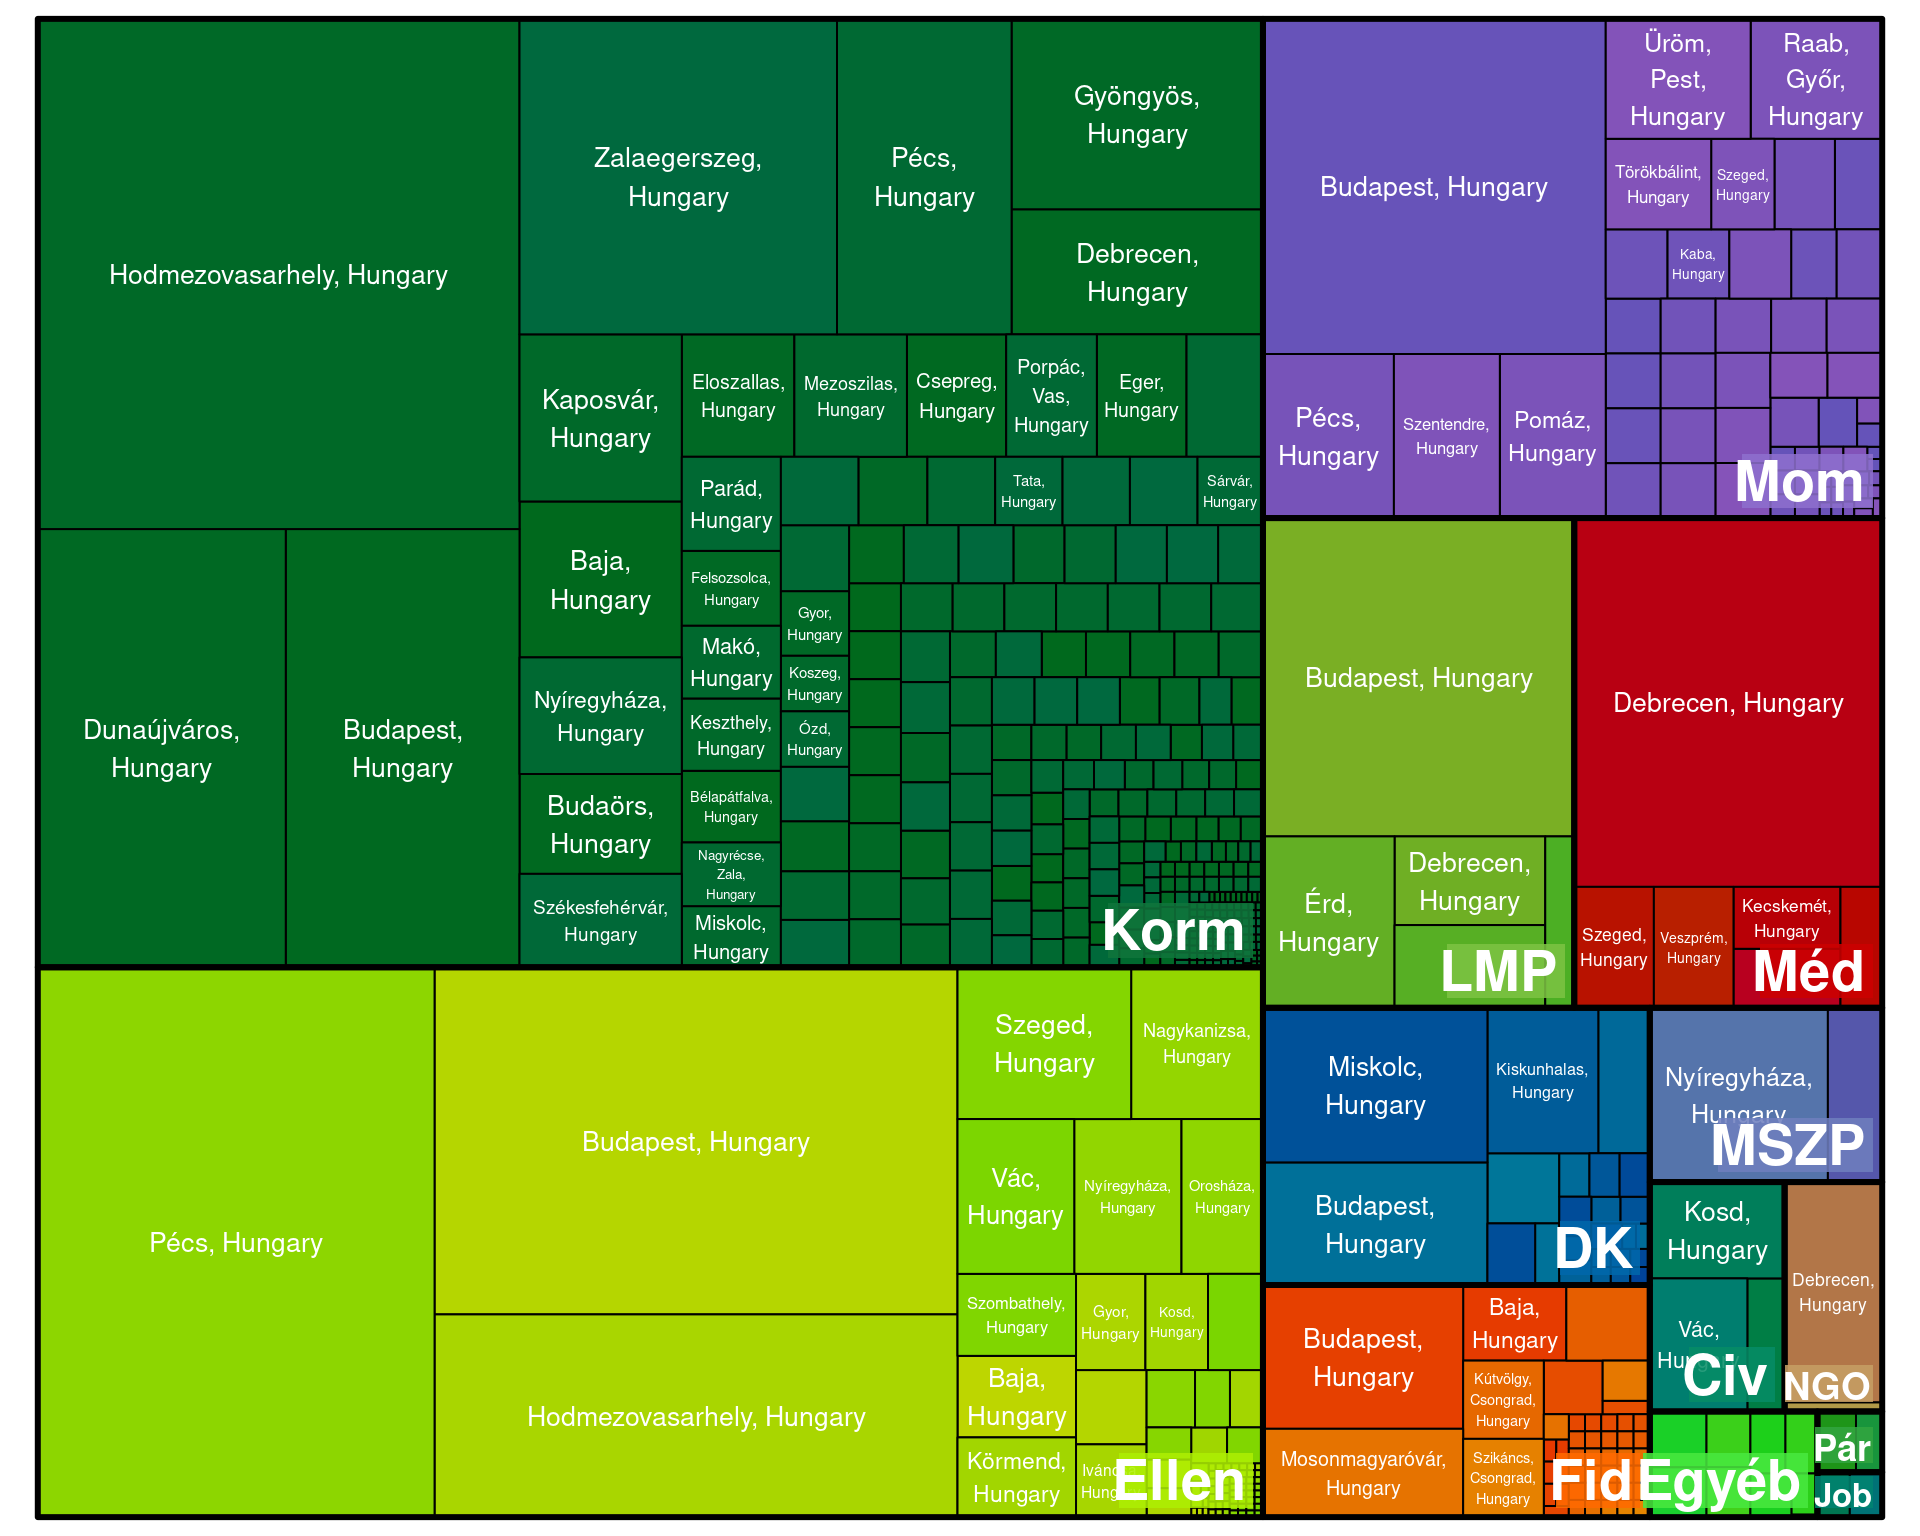 Hodmezovasarhely, Hungary
Dunaújváros,
Hungary
Budapest,
Hungary
Zalaegerszeg,
Hungary
Pécs,
Hungary
Gyöngyös,
Hungary
Debrecen,
Hungary
Kaposvár,
Hungary
Baja,
Hungary
Nyíregyháza,
Hungary
Budaörs,
Hungary
Székesfehérvár,
Hungary
Eloszallas,
Hungary
Mezoszilas,
Hungary
Csepreg,
Hungary
Porpác,
Vas,
Hungary
Eger,
Hungary
Parád,
Hungary
Felsozsolca,
Hungary
Makó,
Hungary
Keszthely,
Hungary
Bélapátfalva,
Hungary
Nagyrécse,
Zala,
Hungary
Miskolc,
Hungary
Tata,
Hungary
Sárvár,
Hungary
Gyor,
Hungary
Koszeg,
Hungary
Ózd,
Hungary
Korm
Pécs, Hungary
Budapest, Hungary
Hodmezovasarhely, Hungary
Szeged,
Hungary
Nagykanizsa,
Hungary
Vác,
Hungary
Nyíregyháza,
Hungary
Orosháza,
Hungary
Szombathely,
Hungary
Gyor,
Hungary
Kosd,
Hungary
Baja,
Hungary
Körmend,
Hungary
Ellen
Budapest, Hungary
Üröm,
Pest,
Hungary
Raab,
Győr,
Hungary
Törökbálint,
Hungary
Szeged,
Hungary
Kaba,
Hungary
Pécs,
Hungary
Szentendre,
Hungary
Pomáz,
Hungary
Mom
Budapest, Hungary
Érd,
Hungary
Debrecen,
Hungary
LMP
Debrecen, Hungary
Szeged,
Hungary
Veszprém,
Hungary
Kecskemét,
Hungary
Méd
Miskolc,
Hungary
Kiskunhalas,
Hungary
Budapest,
Hungary
DK
Nyíregyháza,
Hungary
MSZP
Kosd,
Hungary
Vác,
Hungary
Civ
Debrecen,
Hungary
NGO
Budapest,
Hungary
Baja,
Hungary
Kútvölgy,
Csongrad,
Hungary
Mosonmagyaróvár,
Hungary
Szikáncs,
Csongrad,
Hungary
Fid
Egyéb
Pár
Job